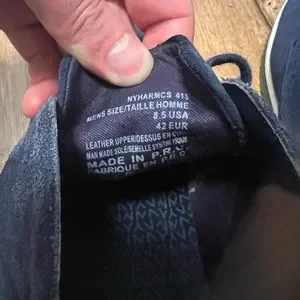 NYHARMCS 415
MENS SIZE/TAILLE HOMME
8.5 USA
42 EUR
LEATHER UPPER/DESSUS EN CUIR
MAN MADE SOLE/SEMELLE SYNTHETIQUE
MADE IN P.R.C
FABRIQUE EN P.R.C